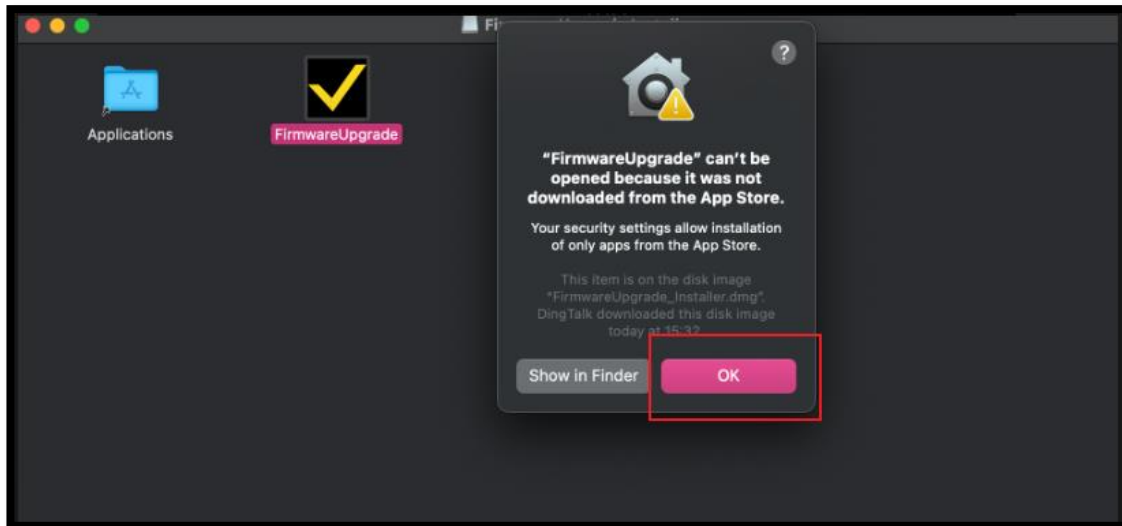 Applications
FirmwareUpgrade
"FirmwareUpgrade" can't be
opened because it was not
downloaded from the App Store.
Your security settings allow installation
of only apps from the App Store.
This item is on the disk image
"FirmwareUpgrade_Installer.dmg".
DingTalk downloaded this disk image
today at 15:32
Show in Finder
OK